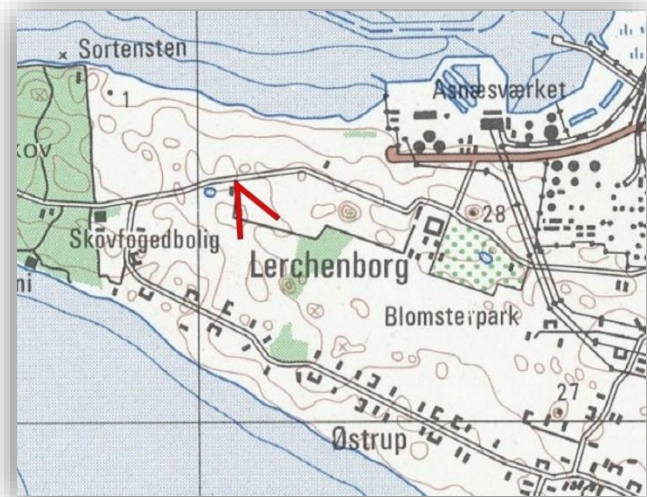 × Sortensten
1
Asnæsværket
KOV
28
Skovfogedbolig
Lerchenborg
ni
Blomsterpark
27
Østrup